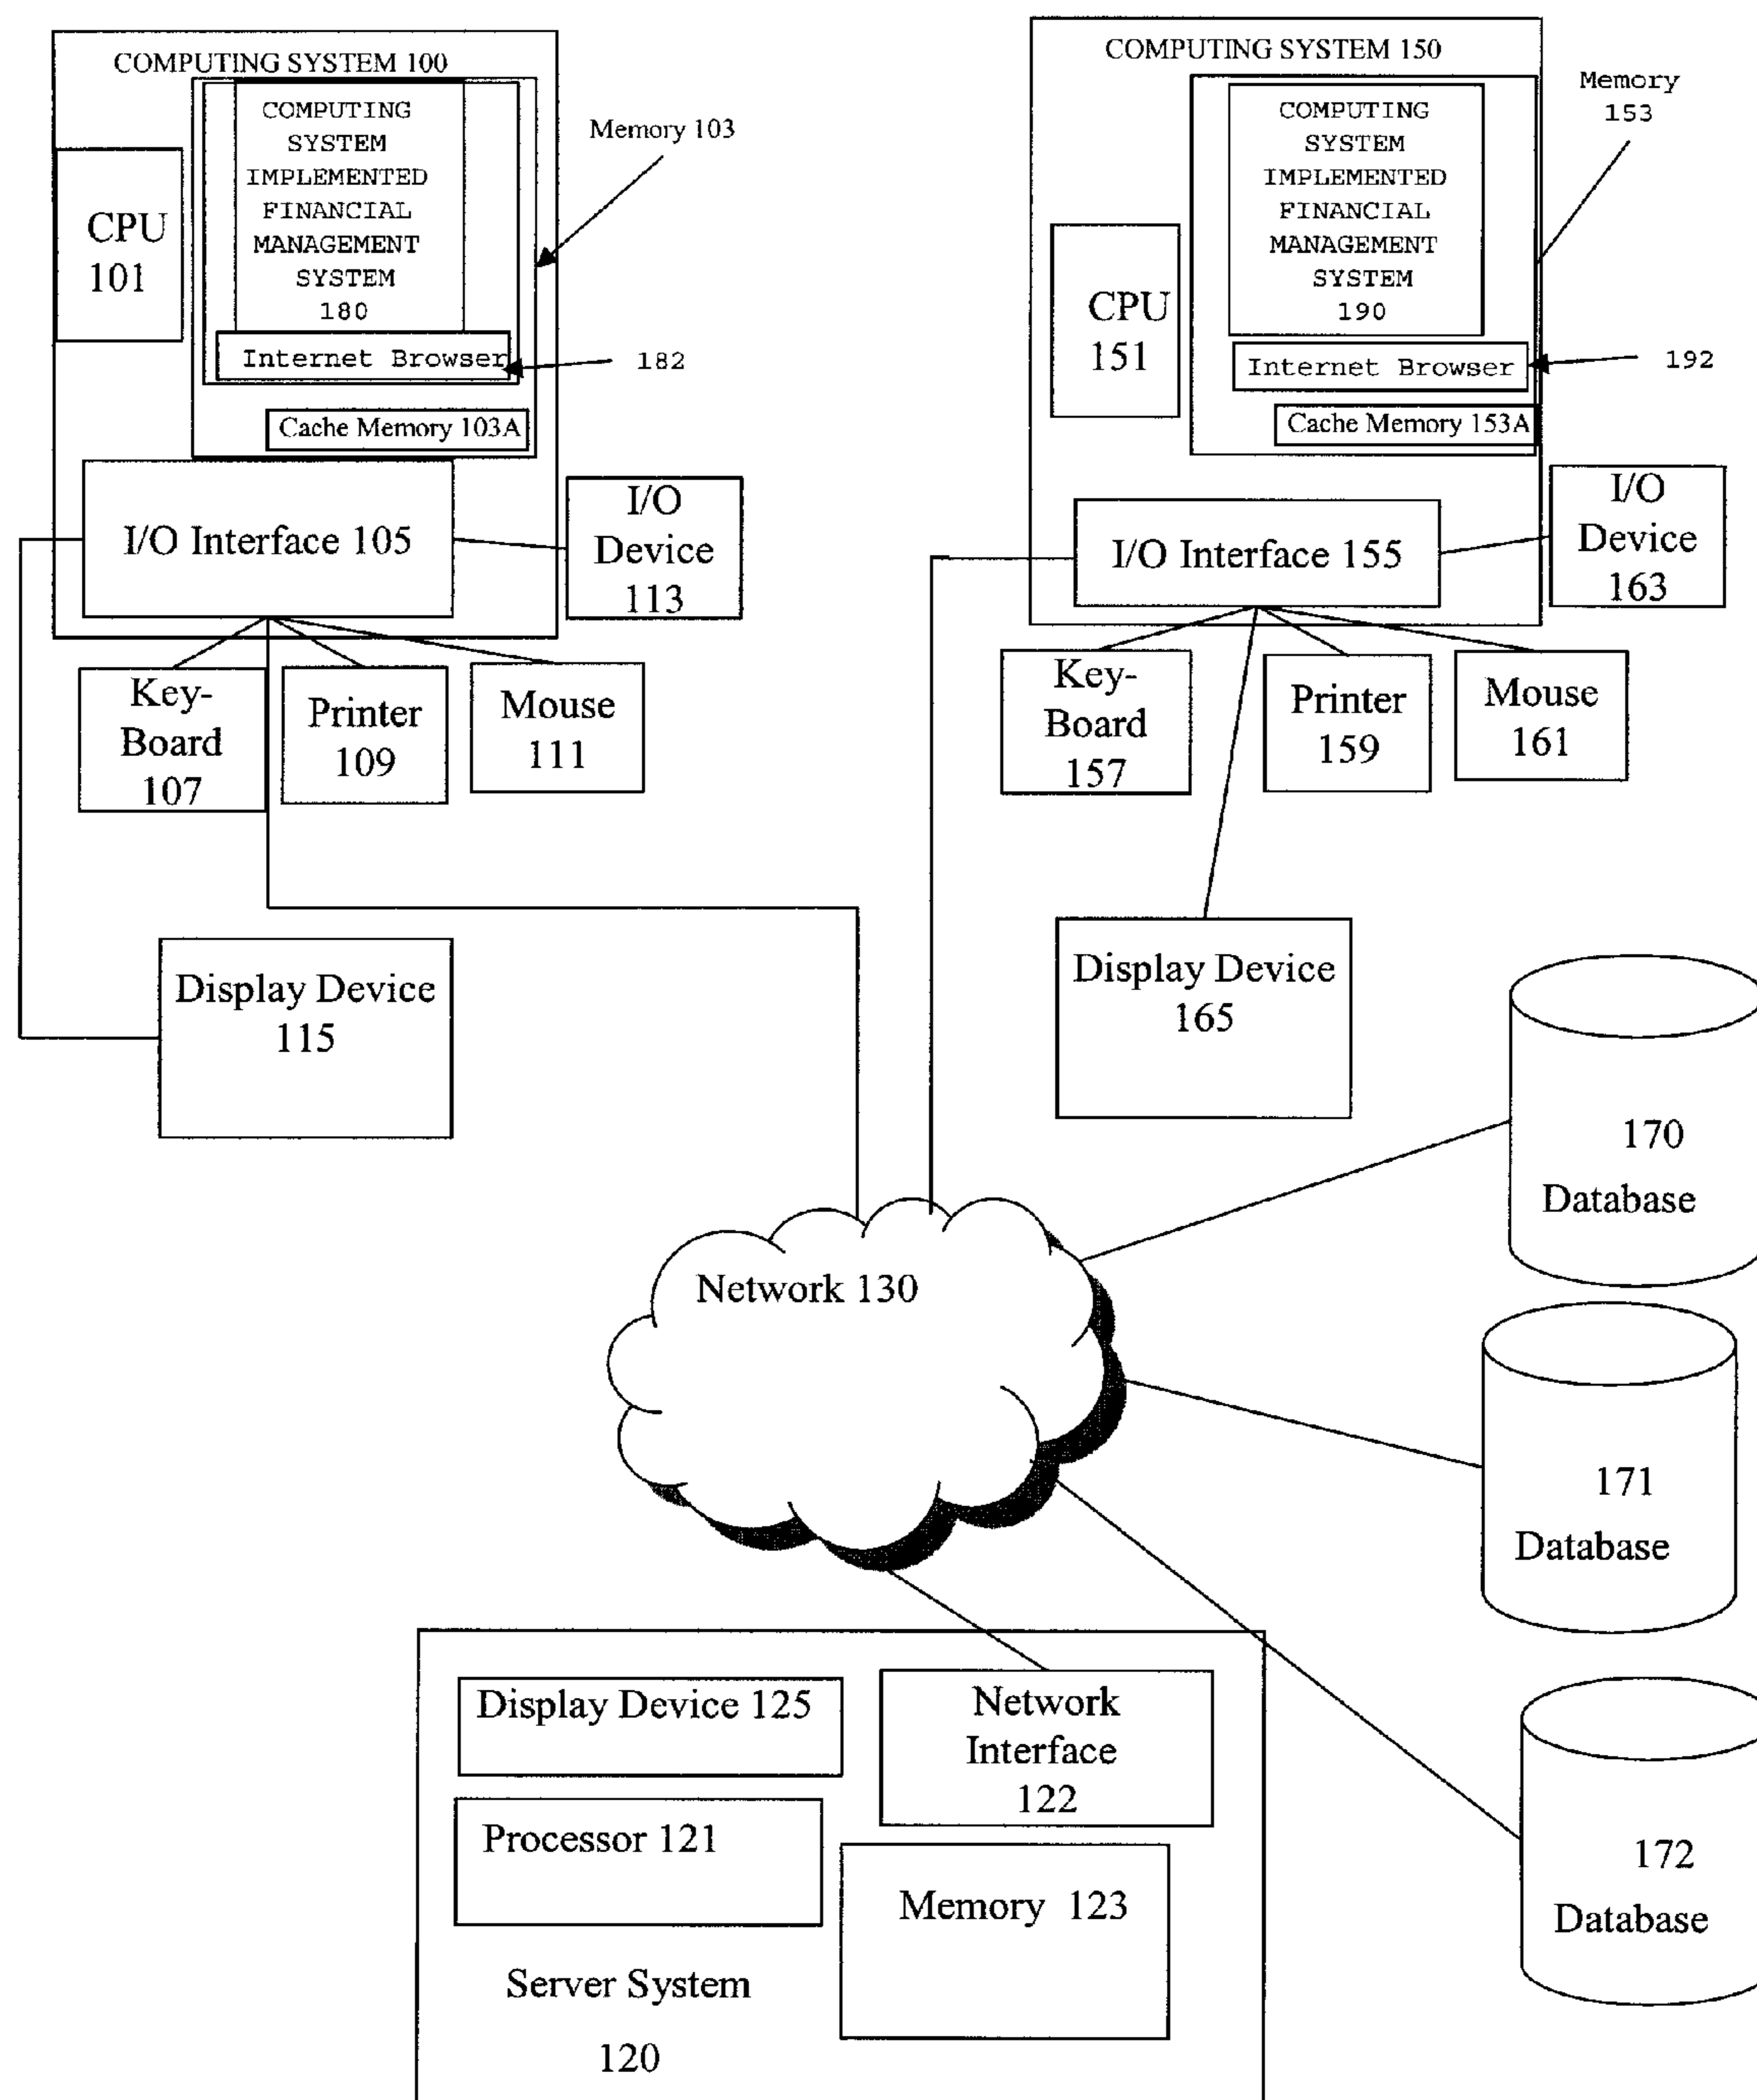 COMPUTING SYSTEM 100
COMPUTING
SYSTEM
IMPLEMENTED
FINANCIAL
MANAGEMENT
SYSTEM
180
Internet Browser
182
Cache Memory 103A
Memory 103
CPU
101
I/O Interface 105
I/O
Device
113
Key-
Board
107
Printer
109
Mouse
111
Display Device
115
COMPUTING SYSTEM 150
COMPUTING
SYSTEM
IMPLEMENTED
FINANCIAL
MANAGEMENT
SYSTEM
190
Internet Browser
192
Cache Memory 153A
Memory
153
CPU
151
I/O Interface 155
I/O
Device
163
Key-
Board
157
Printer
159
Mouse
161
Display Device
165
Network 130
170
Database
171
Database
172
Database
Display Device 125
Network
Interface
122
Processor 121
Memory 123
Server System
120